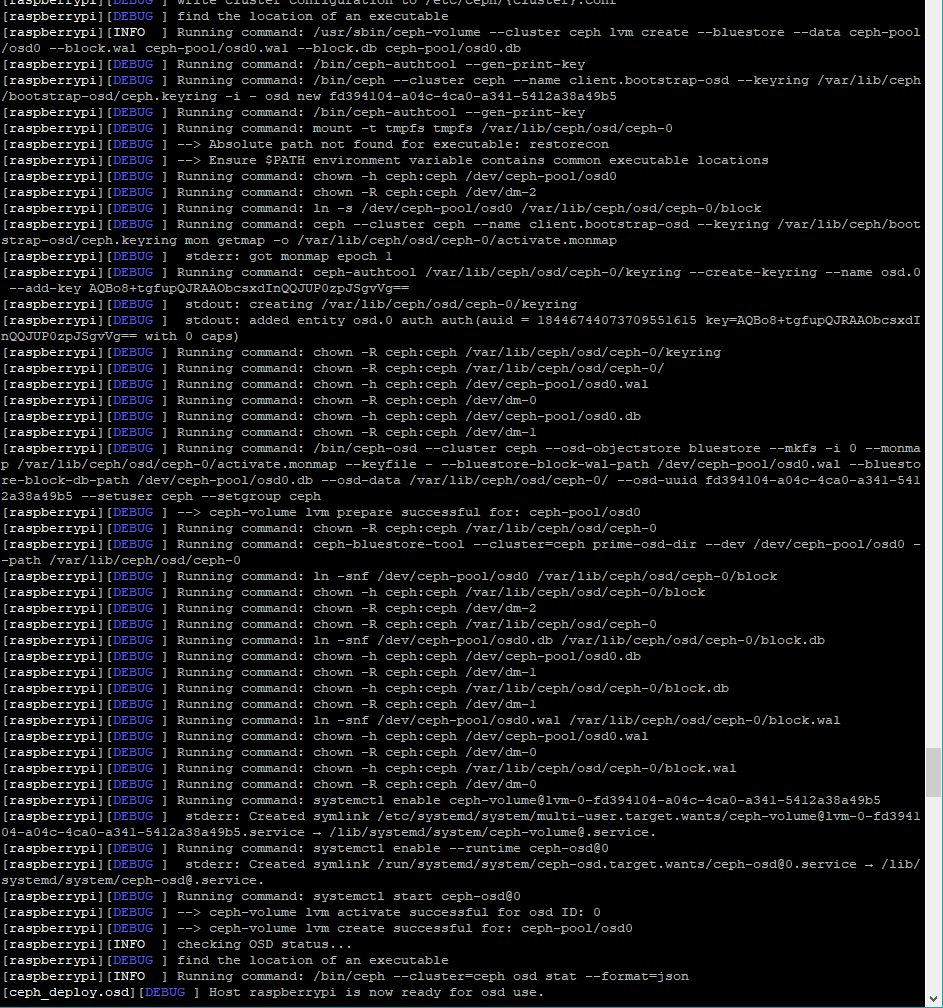 [raspberrypi][DEBUG ] write cluster configuration to /etc/ceph/{cluster}.conf
[raspberrypi][DEBUG ] find the location of an executable
[raspberrypi][INFO  ] Running command: /usr/sbin/ceph-volume --cluster ceph lvm create --bluestore --data ceph-pool
/osd0 --block.wal ceph-pool/osd0.wal --block.db ceph-pool/osd0.db
[raspberrypi][DEBUG ] Running command: /bin/ceph-authtool --gen-print-key
[raspberrypi][DEBUG ] Running command: /bin/ceph --cluster ceph --name client.bootstrap-osd --keyring /var/lib/ceph
/bootstrap-osd/ceph.keyring -i - osd new fd394104-a04c-4ca0-a341-5412a38a49b5
[raspberrypi][DEBUG ] Running command: /bin/ceph-authtool --gen-print-key
[raspberrypi][DEBUG ] Running command: mount -t tmpfs tmpfs /var/lib/ceph/osd/ceph-0
[raspberrypi][DEBUG ] --> Absolute path not found for executable: restorecon
[raspberrypi][DEBUG ] --> Ensure $PATH environment variable contains common executable locations
[raspberrypi][DEBUG ] Running command: chown -h ceph:ceph /dev/ceph-pool/osd0
[raspberrypi][DEBUG ] Running command: chown -R ceph:ceph /dev/dm-2
[raspberrypi][DEBUG ] Running command: ln -s /dev/ceph-pool/osd0 /var/lib/ceph/osd/ceph-0/block
[raspberrypi][DEBUG ] Running command: ceph --cluster ceph --name client.bootstrap-osd --keyring /var/lib/ceph/boot
strap-osd/ceph.keyring mon getmap -o /var/lib/ceph/osd/ceph-0/activate.monmap
[raspberrypi][DEBUG ]  stderr: got monmap epoch 1
[raspberrypi][DEBUG ] Running command: ceph-authtool /var/lib/ceph/osd/ceph-0/keyring --create-keyring --name osd.0
 --add-key AQBo8+tgfupQJRAAObcsxdInQQJUP0zpJSgvVg==
[raspberrypi][DEBUG ]  stdout: creating /var/lib/ceph/osd/ceph-0/keyring
[raspberrypi][DEBUG ]  stdout: added entity osd.0 auth auth(auid = 18446744073709551615 key=AQBo8+tgfupQJRAAObcsxdI
nQQJUP0zpJSgvVg== with 0 caps)
[raspberrypi][DEBUG ] Running command: chown -R ceph:ceph /var/lib/ceph/osd/ceph-0/keyring
[raspberrypi][DEBUG ] Running command: chown -R ceph:ceph /var/lib/ceph/osd/ceph-0/
[raspberrypi][DEBUG ] Running command: chown -h ceph:ceph /dev/ceph-pool/osd0.wal
[raspberrypi][DEBUG ] Running command: chown -R ceph:ceph /dev/dm-0
[raspberrypi][DEBUG ] Running command: chown -h ceph:ceph /dev/ceph-pool/osd0.db
[raspberrypi][DEBUG ] Running command: chown -R ceph:ceph /dev/dm-1
[raspberrypi][DEBUG ] Running command: /bin/ceph-osd --cluster ceph --osd-objectstore bluestore --mkfs -i 0 --monma
p /var/lib/ceph/osd/ceph-0/activate.monmap --keyfile - --bluestore-block-wal-path /dev/ceph-pool/osd0.wal --bluesto
re-block-db-path /dev/ceph-pool/osd0.db --osd-data /var/lib/ceph/osd/ceph-0/ --osd-uuid fd394104-a04c-4ca0-a341-541
2a38a49b5 --setuser ceph --setgroup ceph
[raspberrypi][DEBUG ] --> ceph-volume lvm prepare successful for: ceph-pool/osd0
[raspberrypi][DEBUG ] Running command: chown -R ceph:ceph /var/lib/ceph/osd/ceph-0
[raspberrypi][DEBUG ] Running command: ceph-bluestore-tool --cluster=ceph prime-osd-dir --dev /dev/ceph-pool/osd0 -
-path /var/lib/ceph/osd/ceph-0
[raspberrypi][DEBUG ] Running command: ln -snf /dev/ceph-pool/osd0 /var/lib/ceph/osd/ceph-0/block
[raspberrypi][DEBUG ] Running command: chown -h ceph:ceph /var/lib/ceph/osd/ceph-0/block
[raspberrypi][DEBUG ] Running command: chown -R ceph:ceph /dev/dm-2
[raspberrypi][DEBUG ] Running command: chown -R ceph:ceph /var/lib/ceph/osd/ceph-0
[raspberrypi][DEBUG ] Running command: ln -snf /dev/ceph-pool/osd0.db /var/lib/ceph/osd/ceph-0/block.db
[raspberrypi][DEBUG ] Running command: chown -h ceph:ceph /dev/ceph-pool/osd0.db
[raspberrypi][DEBUG ] Running command: chown -R ceph:ceph /dev/dm-1
[raspberrypi][DEBUG ] Running command: chown -h ceph:ceph /var/lib/ceph/osd/ceph-0/block.db
[raspberrypi][DEBUG ] Running command: chown -R ceph:ceph /dev/dm-1
[raspberrypi][DEBUG ] Running command: ln -snf /dev/ceph-pool/osd0.wal /var/lib/ceph/osd/ceph-0/block.wal
[raspberrypi][DEBUG ] Running command: chown -h ceph:ceph /dev/ceph-pool/osd0.wal
[raspberrypi][DEBUG ] Running command: chown -R ceph:ceph /dev/dm-0
[raspberrypi][DEBUG ] Running command: chown -h ceph:ceph /var/lib/ceph/osd/ceph-0/block.wal
[raspberrypi][DEBUG ] Running command: chown -R ceph:ceph /dev/dm-0
[raspberrypi][DEBUG ] Running command: systemctl enable ceph-volume@lvm-0-fd394104-a04c-4ca0-a341-5412a38a49b5
[raspberrypi][DEBUG ]  stderr: Created symlink /etc/systemd/system/multi-user.target.wants/ceph-volume@lvm-0-fd3941
04-a04c-4ca0-a341-5412a38a49b5.service → /lib/systemd/system/ceph-volume@.service.
[raspberrypi][DEBUG ] Running command: systemctl enable --runtime ceph-osd@0
[raspberrypi][DEBUG ]  stderr: Created symlink /run/systemd/system/ceph-osd.target.wants/ceph-osd@0.service → /lib/
systemd/system/ceph-osd@.service.
[raspberrypi][DEBUG ] Running command: systemctl start ceph-osd@0
[raspberrypi][DEBUG ] --> ceph-volume lvm activate successful for osd ID: 0
[raspberrypi][DEBUG ] --> ceph-volume lvm create successful for: ceph-pool/osd0
[raspberrypi][INFO  ] checking OSD status...
[raspberrypi][DEBUG ] find the location of an executable
[raspberrypi][INFO  ] Running command: /bin/ceph --cluster=ceph osd stat --format=json
[ceph_deploy.osd][DEBUG ] Host raspberrypi is now ready for osd use.